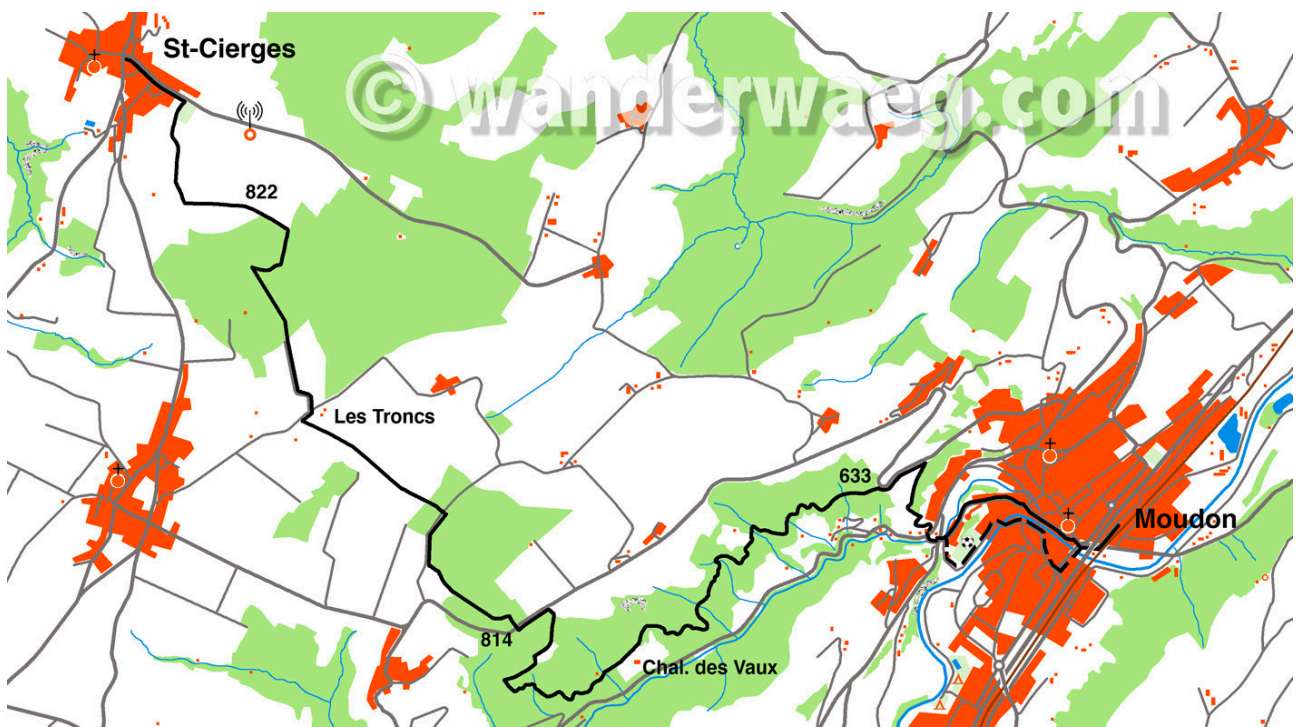 St-Cierges
© wanderwaeg.com
822
Les Troncs
633
Moudon
814
Chal. des Vaux